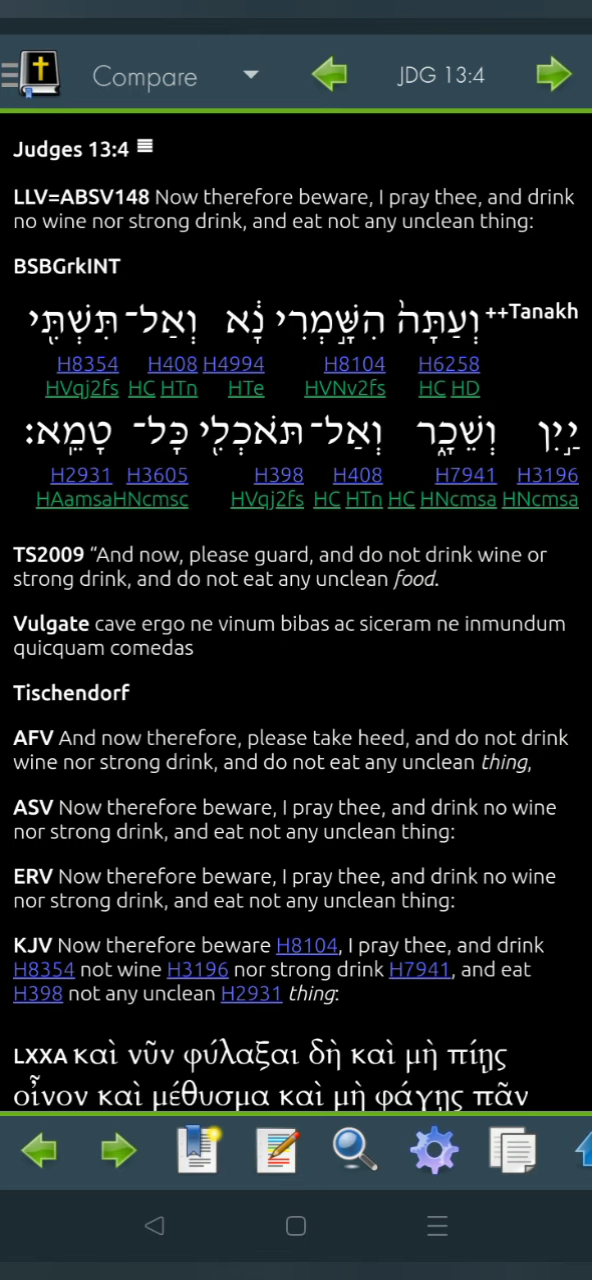 Compare JDG 13:4
Judges 13:4
LLV=ABSV148 Now therefore beware, I pray thee, and drink
no wine nor strong drink, and eat not any unclean thing:
BSBGrkINT
++Tanakh וְעַתָּה֙ הִשָּׁ֣מְרִי נָ֔א וְאַל־ תִּשְׁתִּ֖י
H8354 H408 H4994 H8104 H6258
HVqj2fs HC HTn HTe HVNv2fs HC HD
יַ֣יִן וְשֵׁכָ֑ר וְאַל־ תֹּאכְלִ֖י כָּל־ טָמֵֽא׃
H2931 H3605 H398 H408 H7941 H3196
HAamsaHNcmsc HVqj2fs HC HTn HC HNcmsa HNcmsa
TS2009 “And now, please guard, and do not drink wine or
strong drink, and do not eat any unclean food.
Vulgate cave ergo ne vinum bibas ac siceram ne inmundum
quicquam comedas
Tischendorf
AFV And now therefore, please take heed, and do not drink
wine nor strong drink, and do not eat any unclean thing,
ASV Now therefore beware, I pray thee, and drink no wine
nor strong drink, and eat not any unclean thing:
ERV Now therefore beware, I pray thee, and drink no wine
nor strong drink, and eat not any unclean thing:
KJV Now therefore beware H8104, I pray thee, and drink
H8354 not wine H3196 nor strong drink H7941, and eat
H398 not any unclean H2931 thing:
LXXA καὶ νῦν φύλαξαι δὴ καὶ μὴ πίῃς
οἶνον καὶ μέθυσμα καὶ μὴ φάγῃς πᾶν